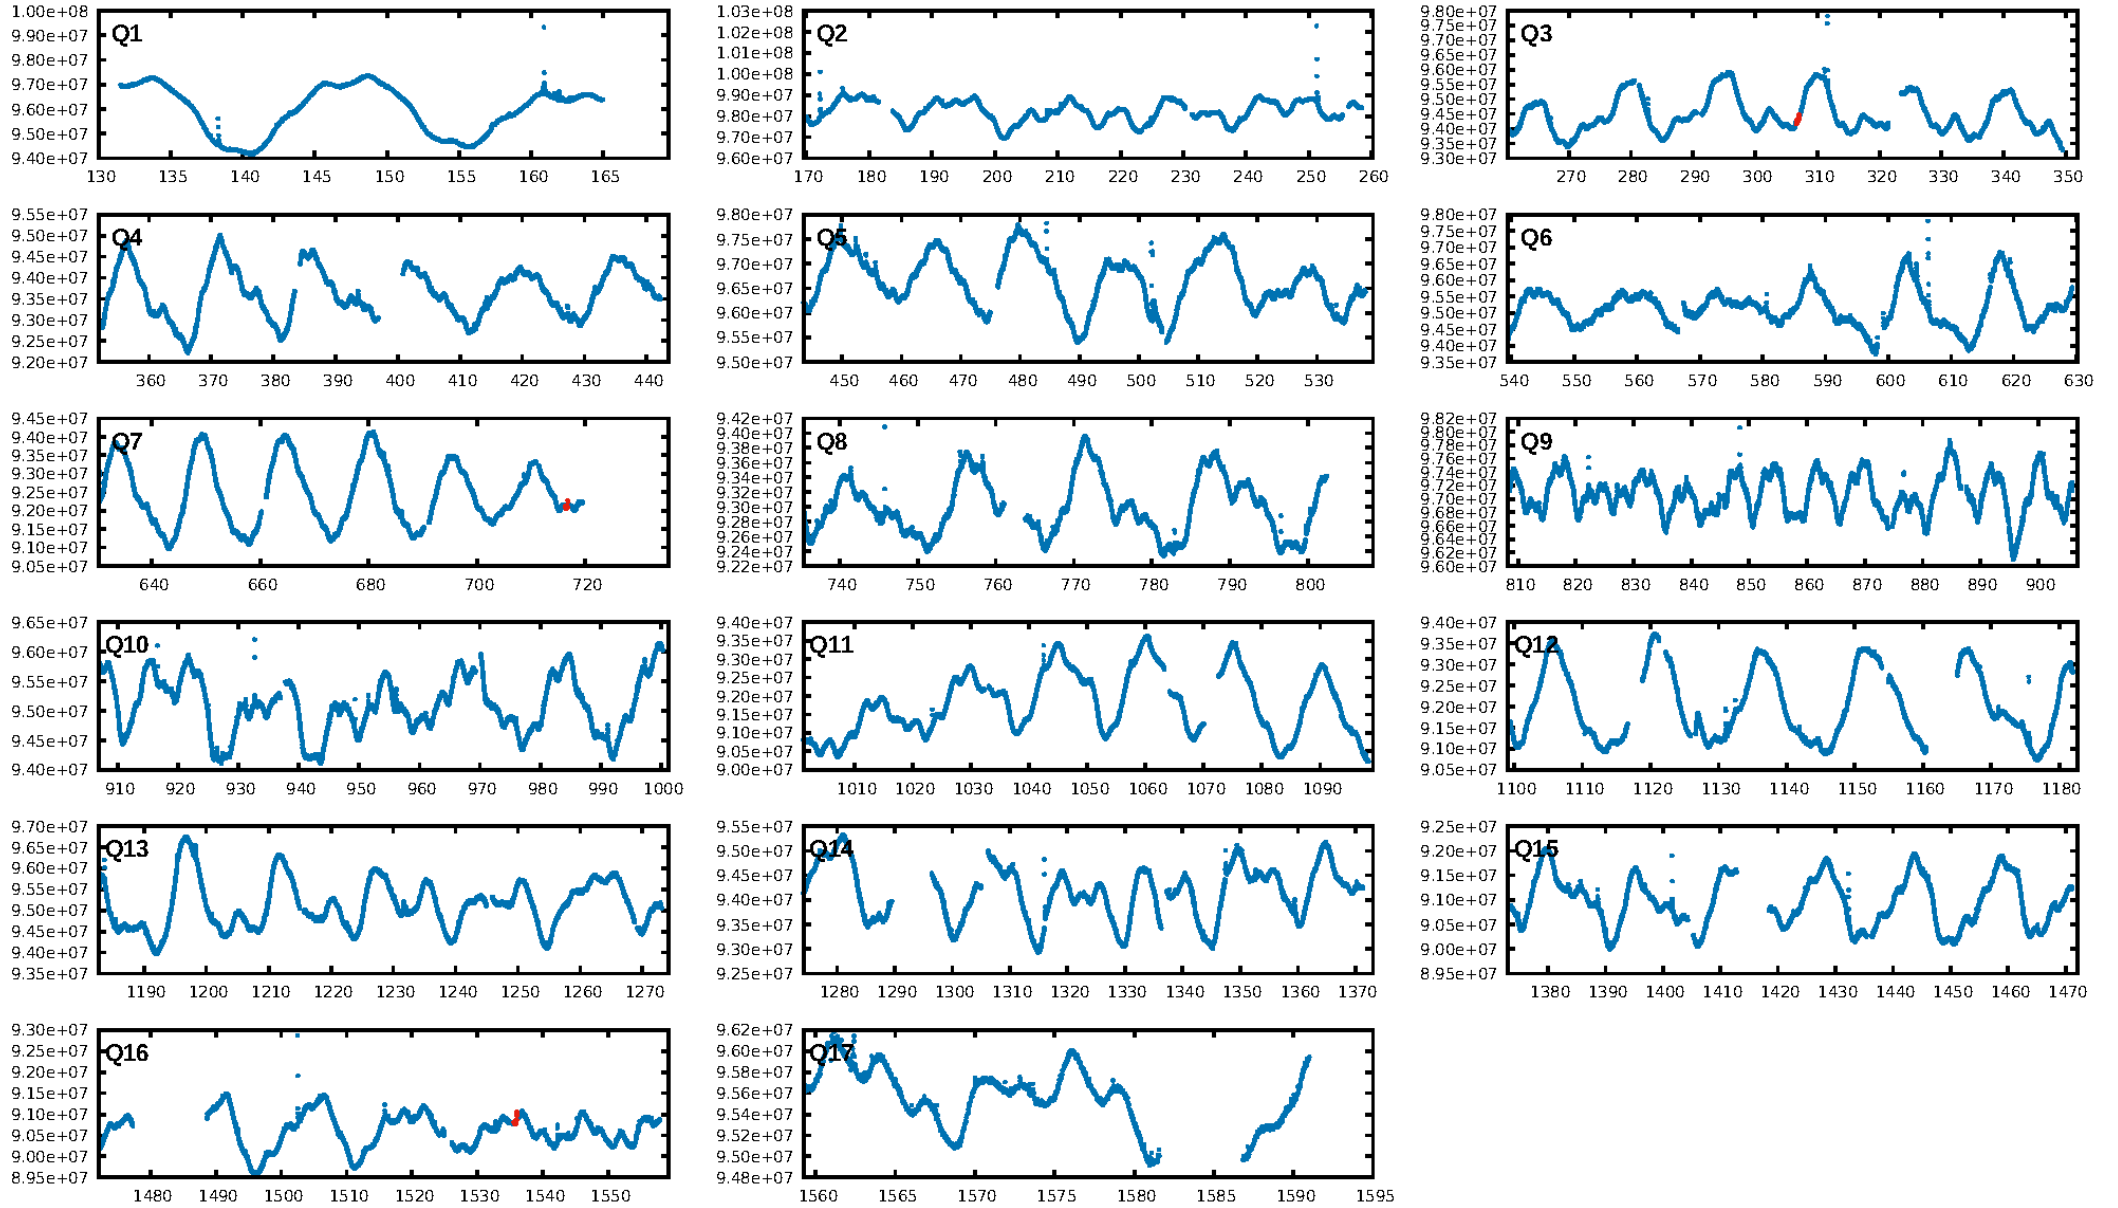 1.00e+08
9.90e+07
9.80e+07
9.70e+07
9.60e+07
9.50e+07
9.40e+07
Q1
130 135 140 145 150 155 160 165
1.03e+08
1.02e+08
1.01e+08
1.00e+08
9.90e+07
9.80e+07
9.70e+07
9.60e+07
Q2
170 180 190 200 210 220 230 240 250 260
9.80e+07
9.75e+07
9.70e+07
9.65e+07
9.60e+07
9.55e+07
9.50e+07
9.45e+07
9.40e+07
9.35e+07
9.30e+07
Q3
270 280 290 300 310 320 330 340 350
9.55e+07
9.50e+07
9.45e+07
9.40e+07
9.35e+07
9.30e+07
9.25e+07
9.20e+07
Q4
360 370 380 390 400 410 420 430 440
9.80e+07
9.75e+07
9.70e+07
9.65e+07
9.60e+07
9.55e+07
9.50e+07
Q5
450 460 470 480 490 500 510 520 530
9.80e+07
9.75e+07
9.70e+07
9.65e+07
9.60e+07
9.55e+07
9.50e+07
9.45e+07
9.40e+07
9.35e+07
Q6
540 550 560 570 580 590 600 610 620 630
9.45e+07
9.40e+07
9.35e+07
9.30e+07
9.25e+07
9.20e+07
9.15e+07
9.10e+07
9.05e+07
Q7
640 660 680 700 720
9.42e+07
9.40e+07
9.38e+07
9.36e+07
9.34e+07
9.32e+07
9.30e+07
9.28e+07
9.26e+07
9.24e+07
9.22e+07
Q8
740 750 760 770 780 790 800
9.82e+07
9.80e+07
9.78e+07
9.76e+07
9.74e+07
9.72e+07
9.70e+07
9.68e+07
9.66e+07
9.64e+07
9.62e+07
9.60e+07
Q9
810 820 830 840 850 860 870 880 890 900
9.65e+07
9.60e+07
9.55e+07
9.50e+07
9.45e+07
9.40e+07
Q10
910 920 930 940 950 960 970 980 990 1000
9.40e+07
9.35e+07
9.30e+07
9.25e+07
9.20e+07
9.15e+07
9.10e+07
9.05e+07
9.00e+07
Q11
1010 1020 1030 1040 1050 1060 1070 1080 1090
9.40e+07
9.35e+07
9.30e+07
9.25e+07
9.20e+07
9.15e+07
9.10e+07
9.05e+07
Q12
1100 1110 1120 1130 1140 1150 1160 1170 1180
9.70e+07
9.65e+07
9.60e+07
9.55e+07
9.50e+07
9.45e+07
9.40e+07
9.35e+07
Q13
1190 1200 1210 1220 1230 1240 1250 1260 1270
9.55e+07
9.50e+07
9.45e+07
9.40e+07
9.35e+07
9.30e+07
9.25e+07
Q14
1280 1290 1300 1310 1320 1330 1340 1350 1360 1370
9.25e+07
9.20e+07
9.15e+07
9.10e+07
9.05e+07
9.00e+07
8.95e+07
Q15
1380 1390 1400 1410 1420 1430 1440 1450 1460 1470
9.30e+07
9.25e+07
9.20e+07
9.15e+07
9.10e+07
9.05e+07
9.00e+07
8.95e+07
Q16
1480 1490 1500 1510 1520 1530 1540 1550
9.62e+07
9.60e+07
9.58e+07
9.56e+07
9.54e+07
9.52e+07
9.50e+07
9.48e+07
Q17
1560 1565 1570 1575 1580 1585 1590 1595